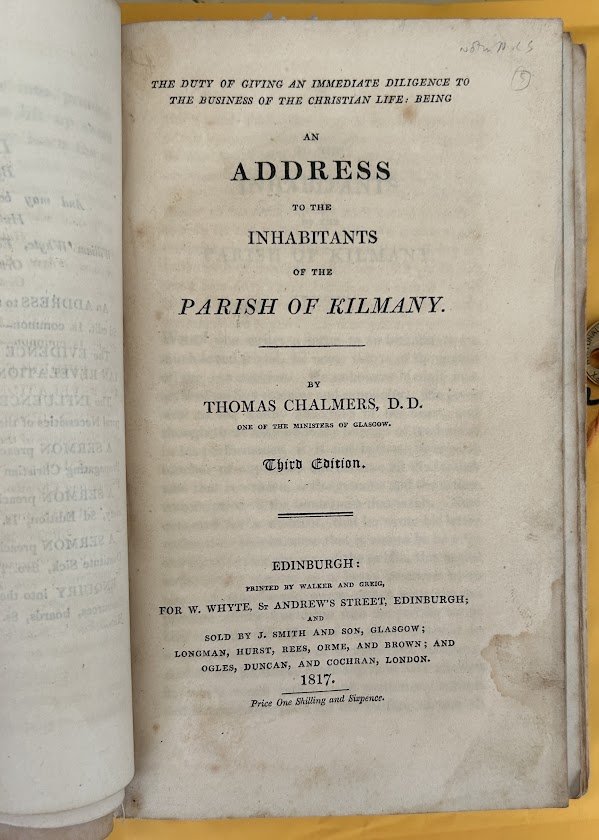 (5)
THE DUTY OF GIVING AN IMMEDIATE DILIGENCE TO
THE BUSINESS OF THE CHRISTIAN LIFE: BEING
AN
ADDRESS
TO THE
INHABITANTS
OF THE
PARISH OF KILMANY.
BY
THOMAS CHALMERS, D. D.
ONE OF THE MINISTERS OF GLASGOW.
Third Edition.
EDINBURGH:
PRINTED BY WALKER AND GREIG,
FOR W. WHYTE, ST ANDREW'S STREET, EDINBURGH;
AND
SOLD BY J. SMITH AND SON, GLASGOW;
LONGMAN, HURST, REES, ORME, AND BROWN; AND
OGLES, DUNCAN, AND COCHRAN, LONDON.
1817.
Price One Shilling and Sixpence.